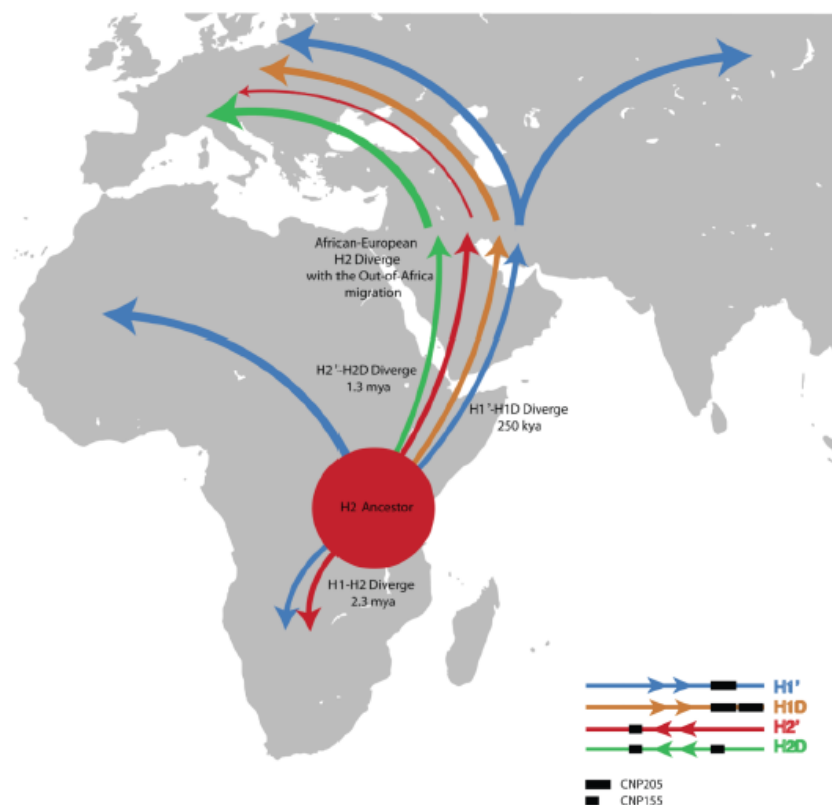 African-European
H2 Diverge
with the Out-of-Africa
migration
H2'-H2D Diverge
1.3 mya
H1'-H1D Diverge
250 kya
H2 Ancestor
H1-H2 Diverge
2.3 mya
H1'
H1D
H2'
H2D
CNP205
CNP155